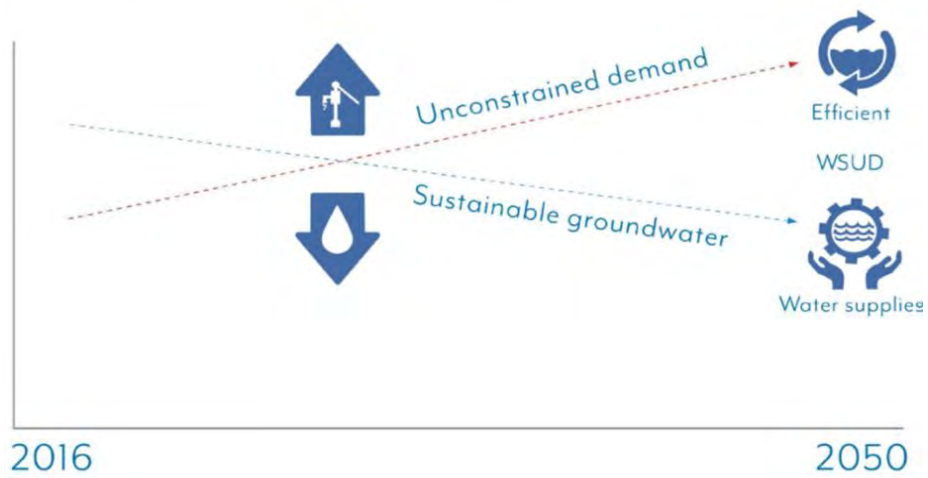 Unconstrained demand
Efficient
WSUD
Sustainable groundwater
Water supplies
2016
2050